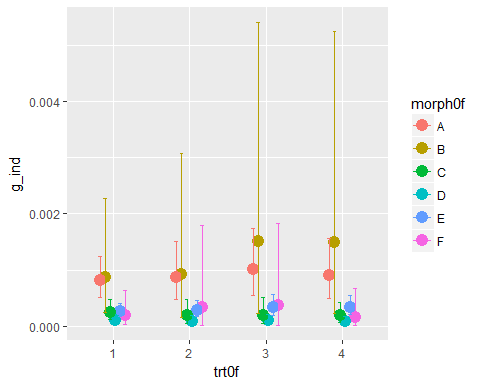 0.004
0.002
0.000
g_ind
1 2 3 4
trt0f
morph0f
A
B
C
D
E
F